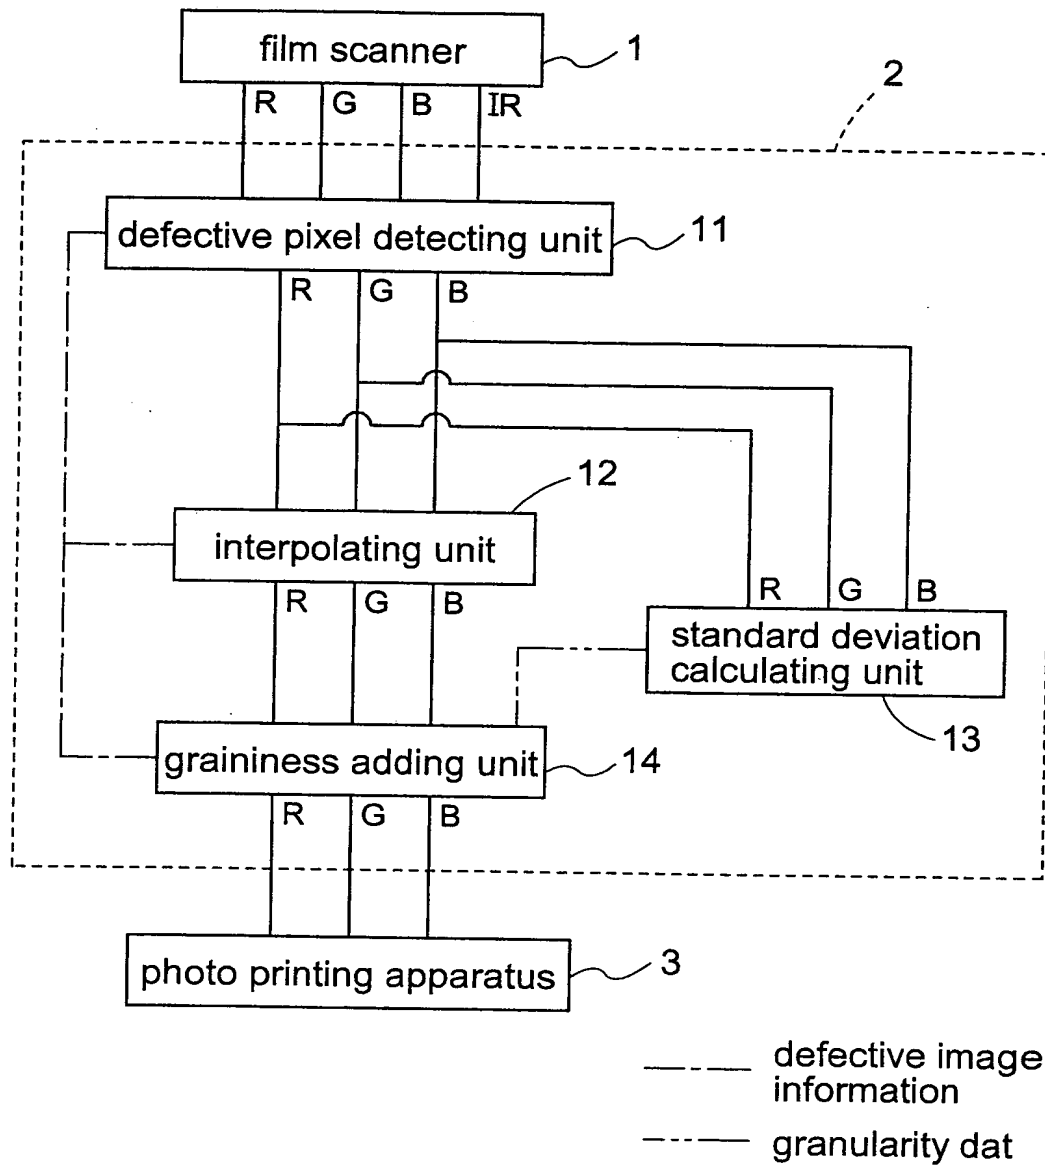 film scanner
1
R G B IR
2
defective pixel detecting unit
11
R G B
12
interpolating unit
R G B
R G B
standard deviation
calculating unit
13
graininess adding unit
14
R G B
photo printing apparatus
3
defective image
information
granularity dat